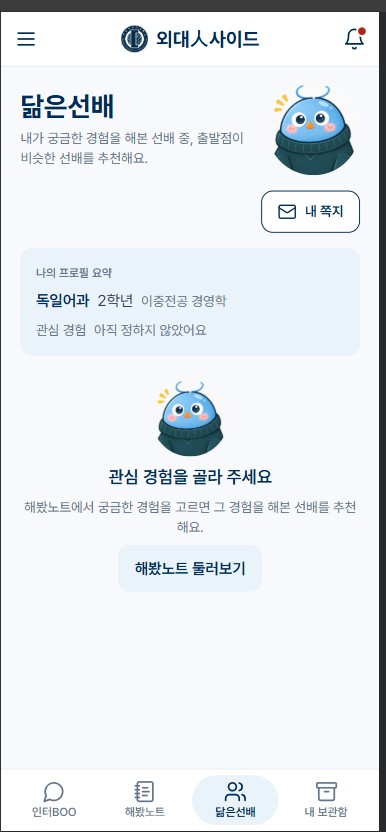 외대人사이드
닮은선배
내가 궁금한 경험을 해본 선배 중, 출발점이
비슷한 선배를 추천해요.
내 쪽지
나의 프로필 요약
독일어과 2학년 이중전공 경영학
관심 경험 아직 정하지 않았어요
관심 경험을 골라 주세요
해봤노트에서 궁금한 경험을 고르면 그 경험을 해본 선배를 추천
해요.
해봤노트 둘러보기
인터BOO 해봤노트 닮은선배 내 보관함